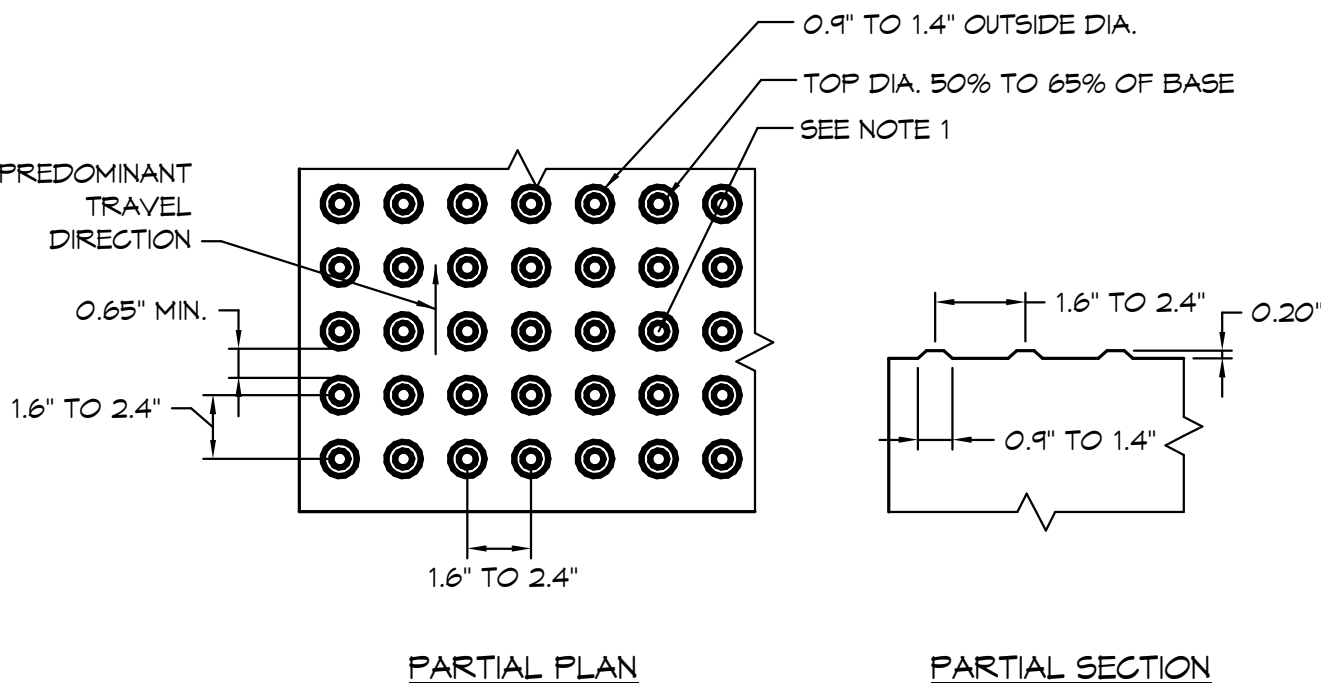 0.9" TO 1.4" OUTSIDE DIA.
TOP DIA. 50% TO 65% OF BASE
SEE NOTE 1
PREDOMINANT
TRAVEL
DIRECTION
0.65" MIN.
1.6" TO 2.4"
1.6" TO 2.4"
1.6" TO 2.4"
0.20"
0.9" TO 1.4"
PARTIAL PLAN
PARTIAL SECTION